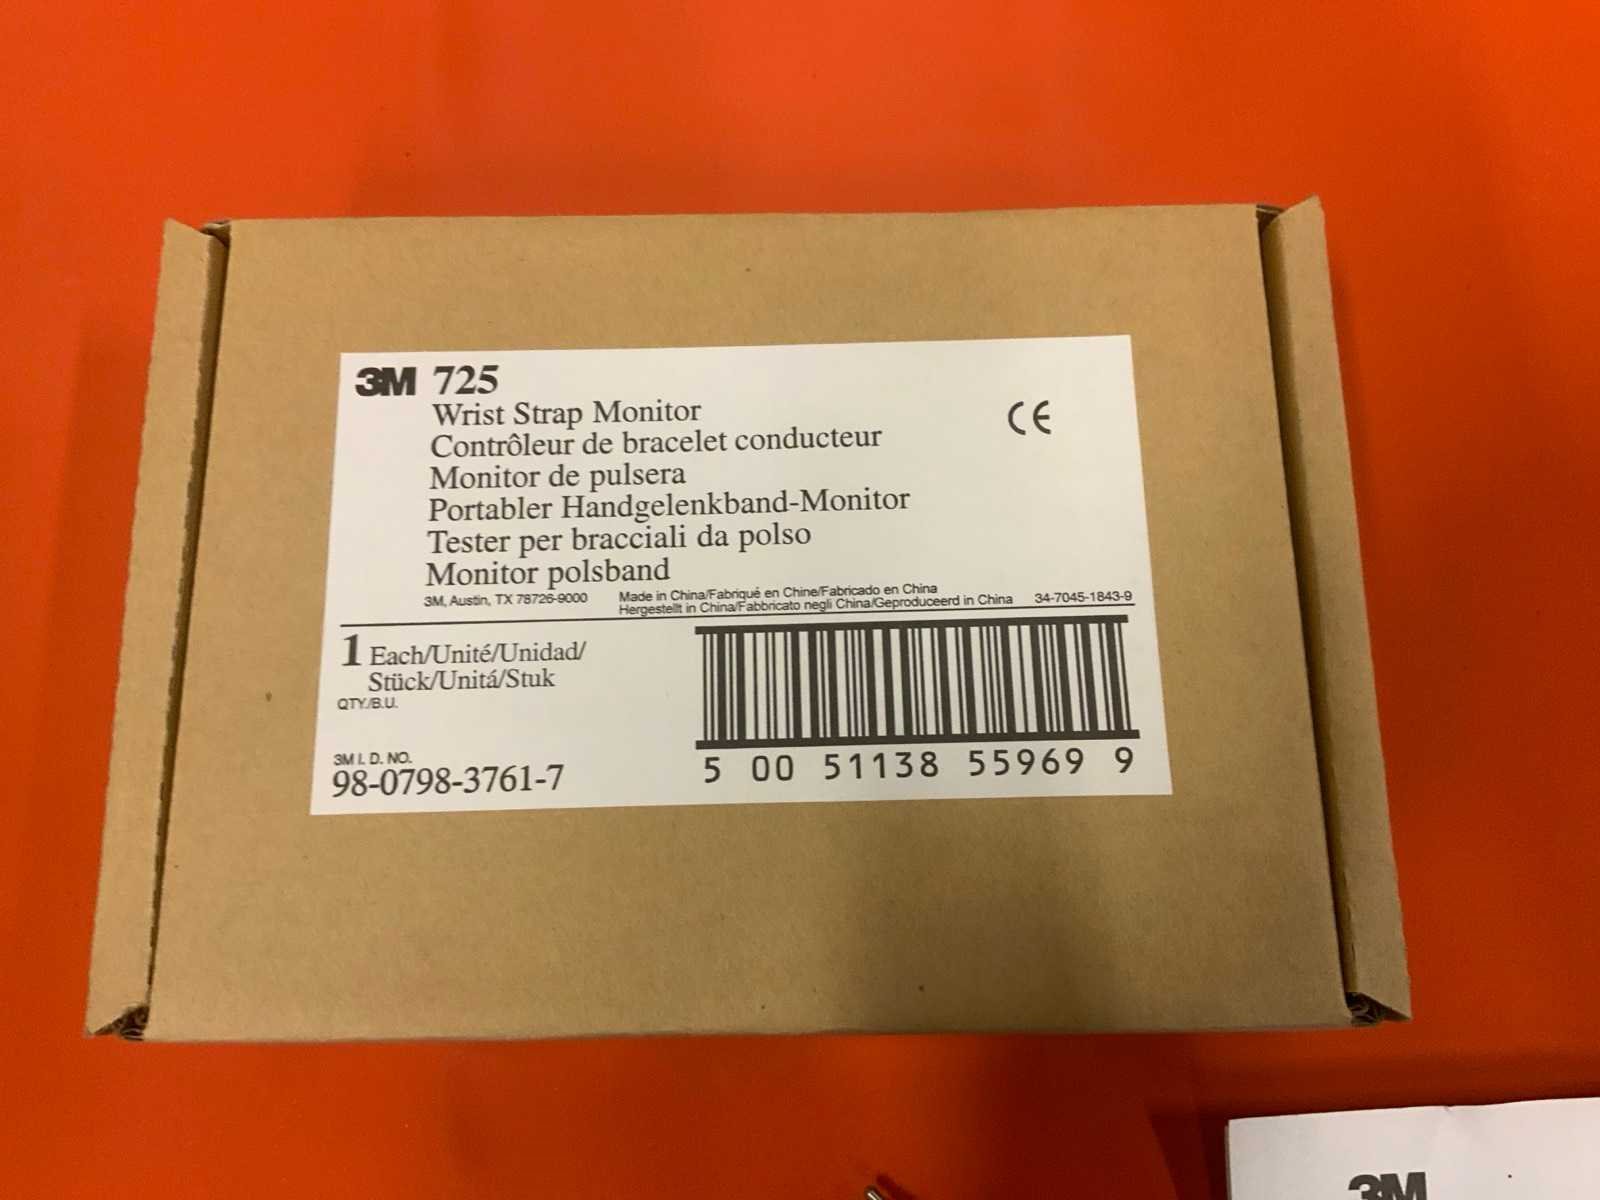 3M 725
Wrist Strap Monitor
Contrôleur de bracelet conducteur
Monitor de pulsera
Portabler Handgelenkband-Monitor
Tester per bracciali da polso
Monitor polsband
3M, Austin, TX 78726-9000
Made in China/Fabriqué en Chine/Fabricado en China
Hergestellt in China/Fabbricato negli China/Geproduceerd in China
34-7045-1843-9
CE
1 Each/Unité/Unidad/
Stück/Unitá/Stuk
QTY./B.U.
3M I. D. NO.
98-0798-3761-7
5 00 51138 55969 9
3M